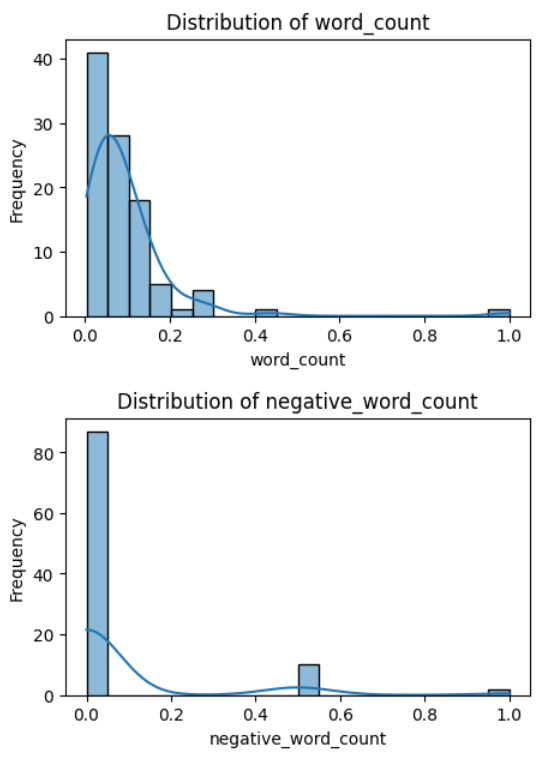 Distribution of word_count
40
30
20
10
0
Frequency
0.0 0.2 0.4 0.6 0.8 1.0
word_count
Distribution of negative_word_count
80
60
40
20
0
Frequency
0.0 0.2 0.4 0.6 0.8 1.0
negative_word_count